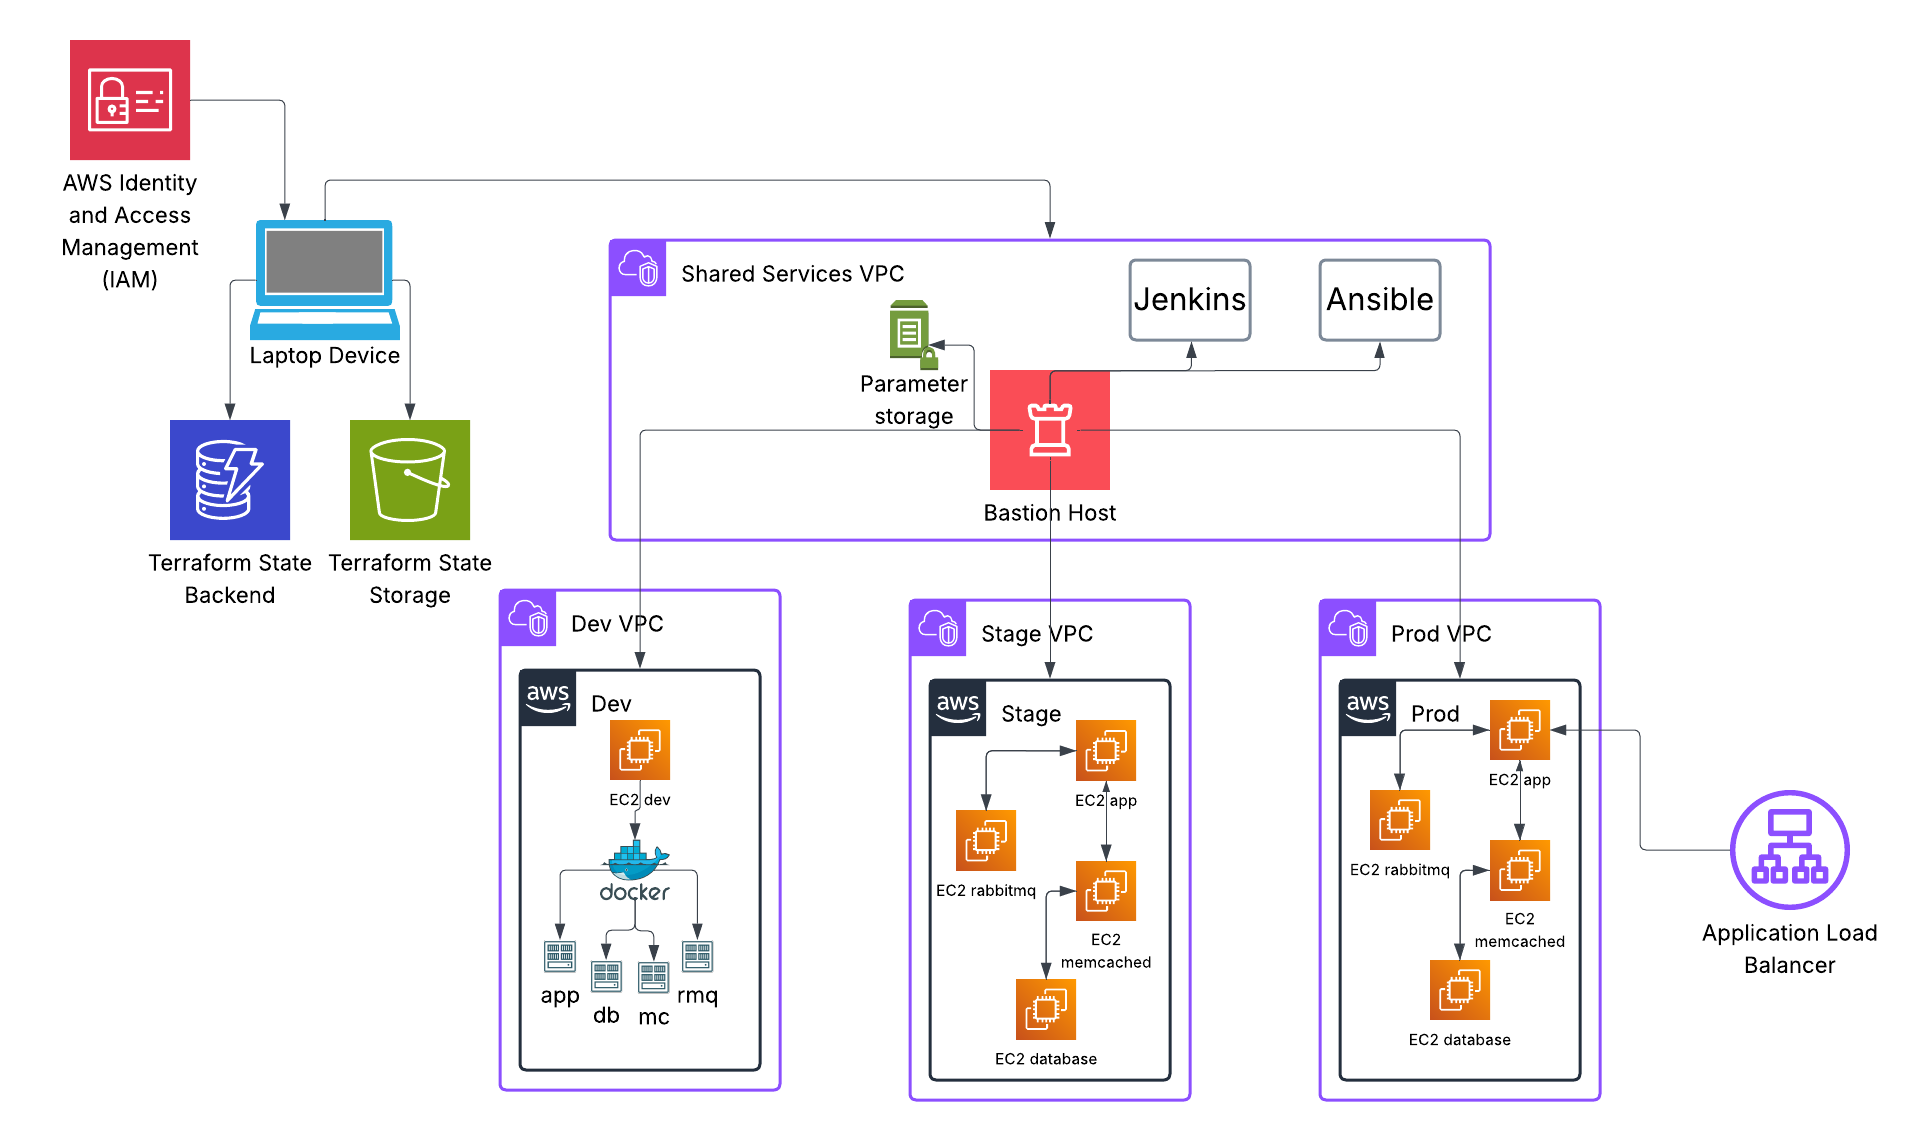 AWS Identity
and Access
Management
(IAM)
Laptop Device
Terraform State
Backend
Terraform State
Storage
Shared Services VPC
Parameter
storage
Jenkins
Ansible
Bastion Host
Dev VPC
aws
Dev
EC2 dev
docker
app
db
mc
rmq
Stage VPC
aws
Stage
EC2 app
EC2 rabbitmq
EC2
memcached
EC2 database
Prod VPC
aws
Prod
EC2 app
EC2 rabbitmq
EC2
memcached
EC2 database
Application Load
Balancer